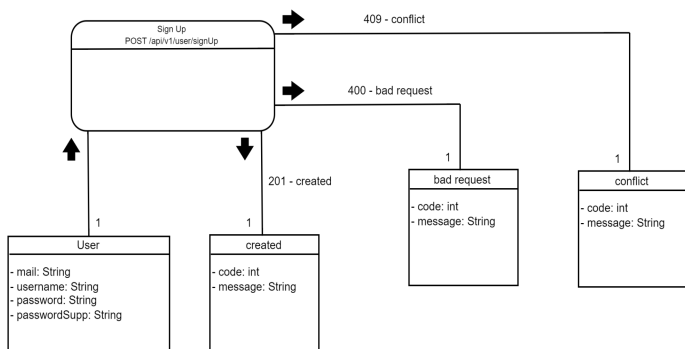 Sign Up
POST /api/v1/user/signUp
409 - conflict
400 - bad request
201 - created
1
1
1
1
User
- mail: String
- username: String
- password: String
- passwordSupp: String
created
- code: int
- message: String
bad request
- code: int
- message: String
conflict
- code: int
- message: String